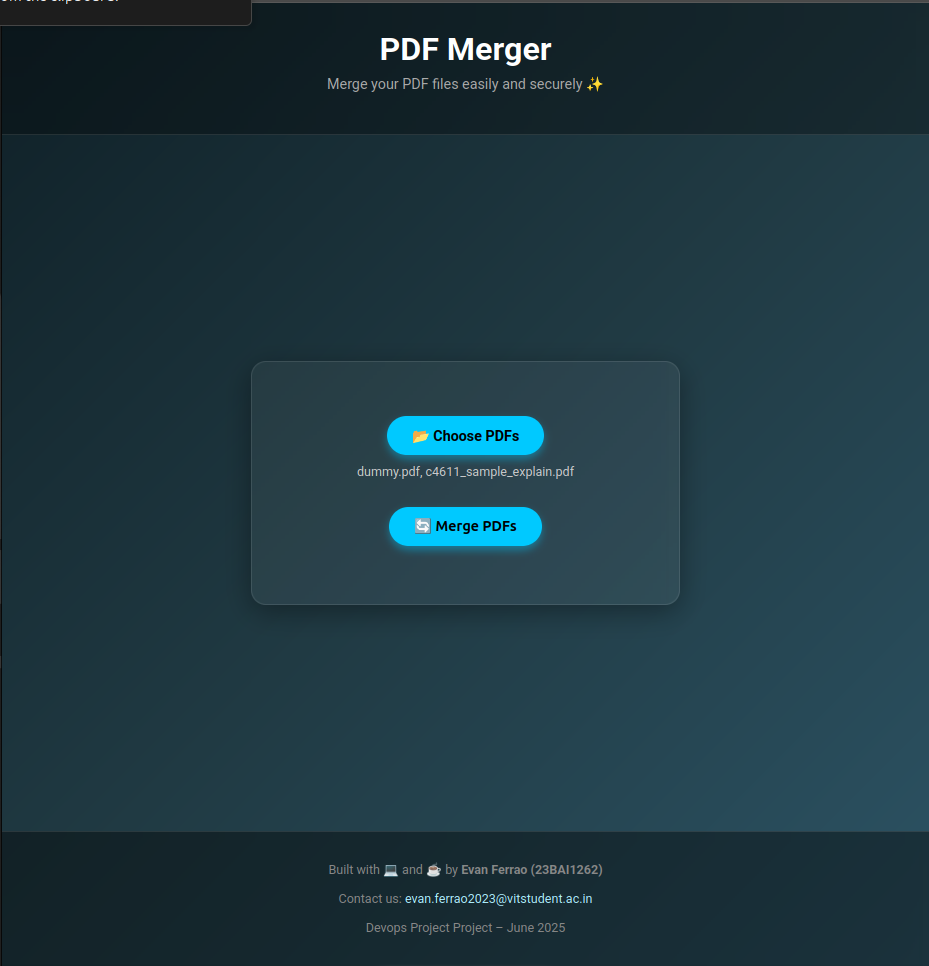 PDF Merger
Merge your PDF files easily and securely ✨
📂 Choose PDFs
dummy.pdf, c4611_sample_explain.pdf
🔄 Merge PDFs
Built with 💻 and ☕ by Evan Ferrao (23BAI1262)
Contact us: evan.ferrao2023@vitstudent.ac.in
Devops Project Project – June 2025